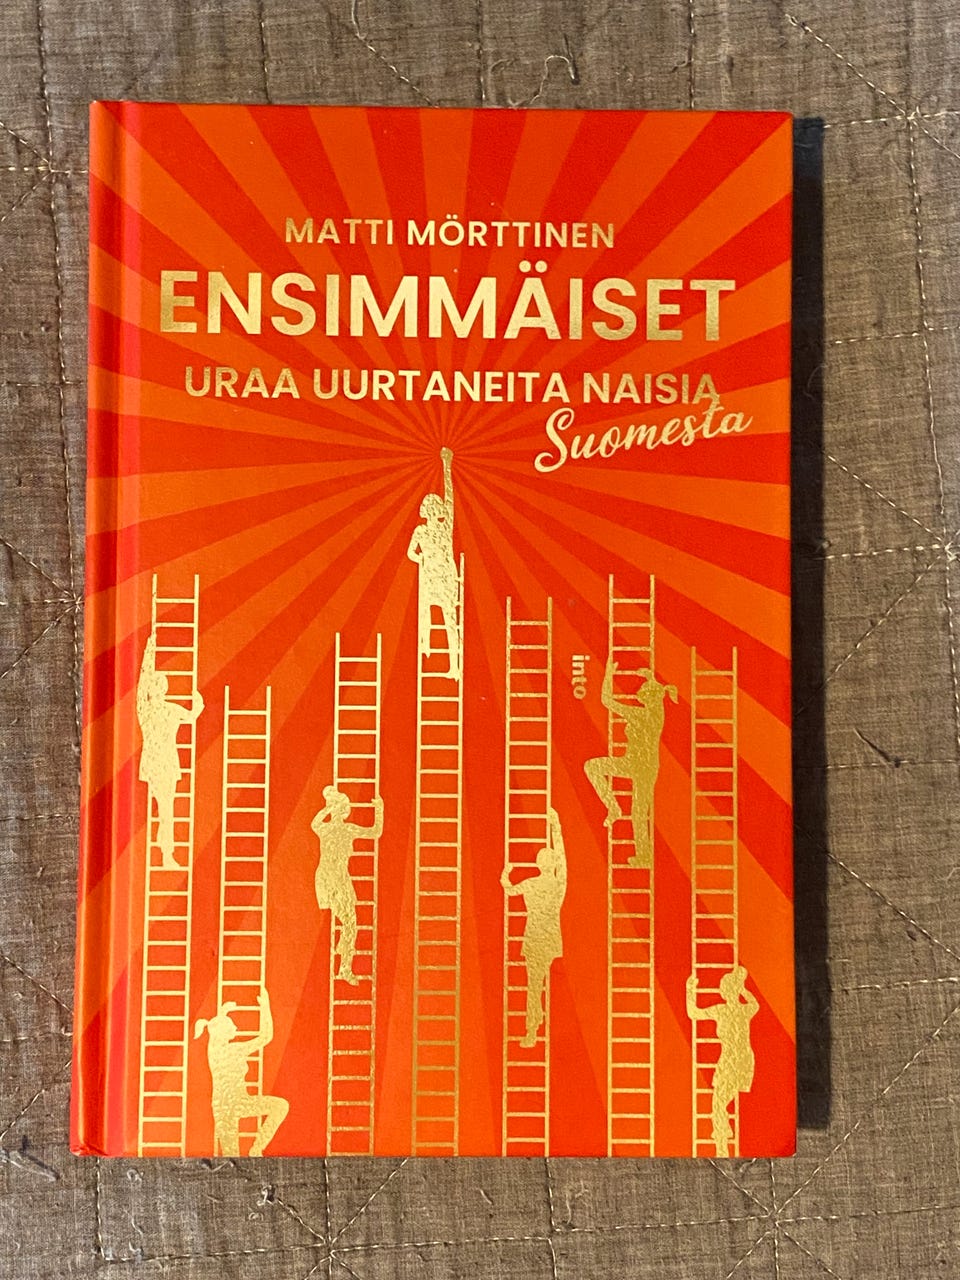 MATTI MÖRTTINEN
ENSIMMÄISET
URAA UURTANEITA NAISIA
Suomesta
into